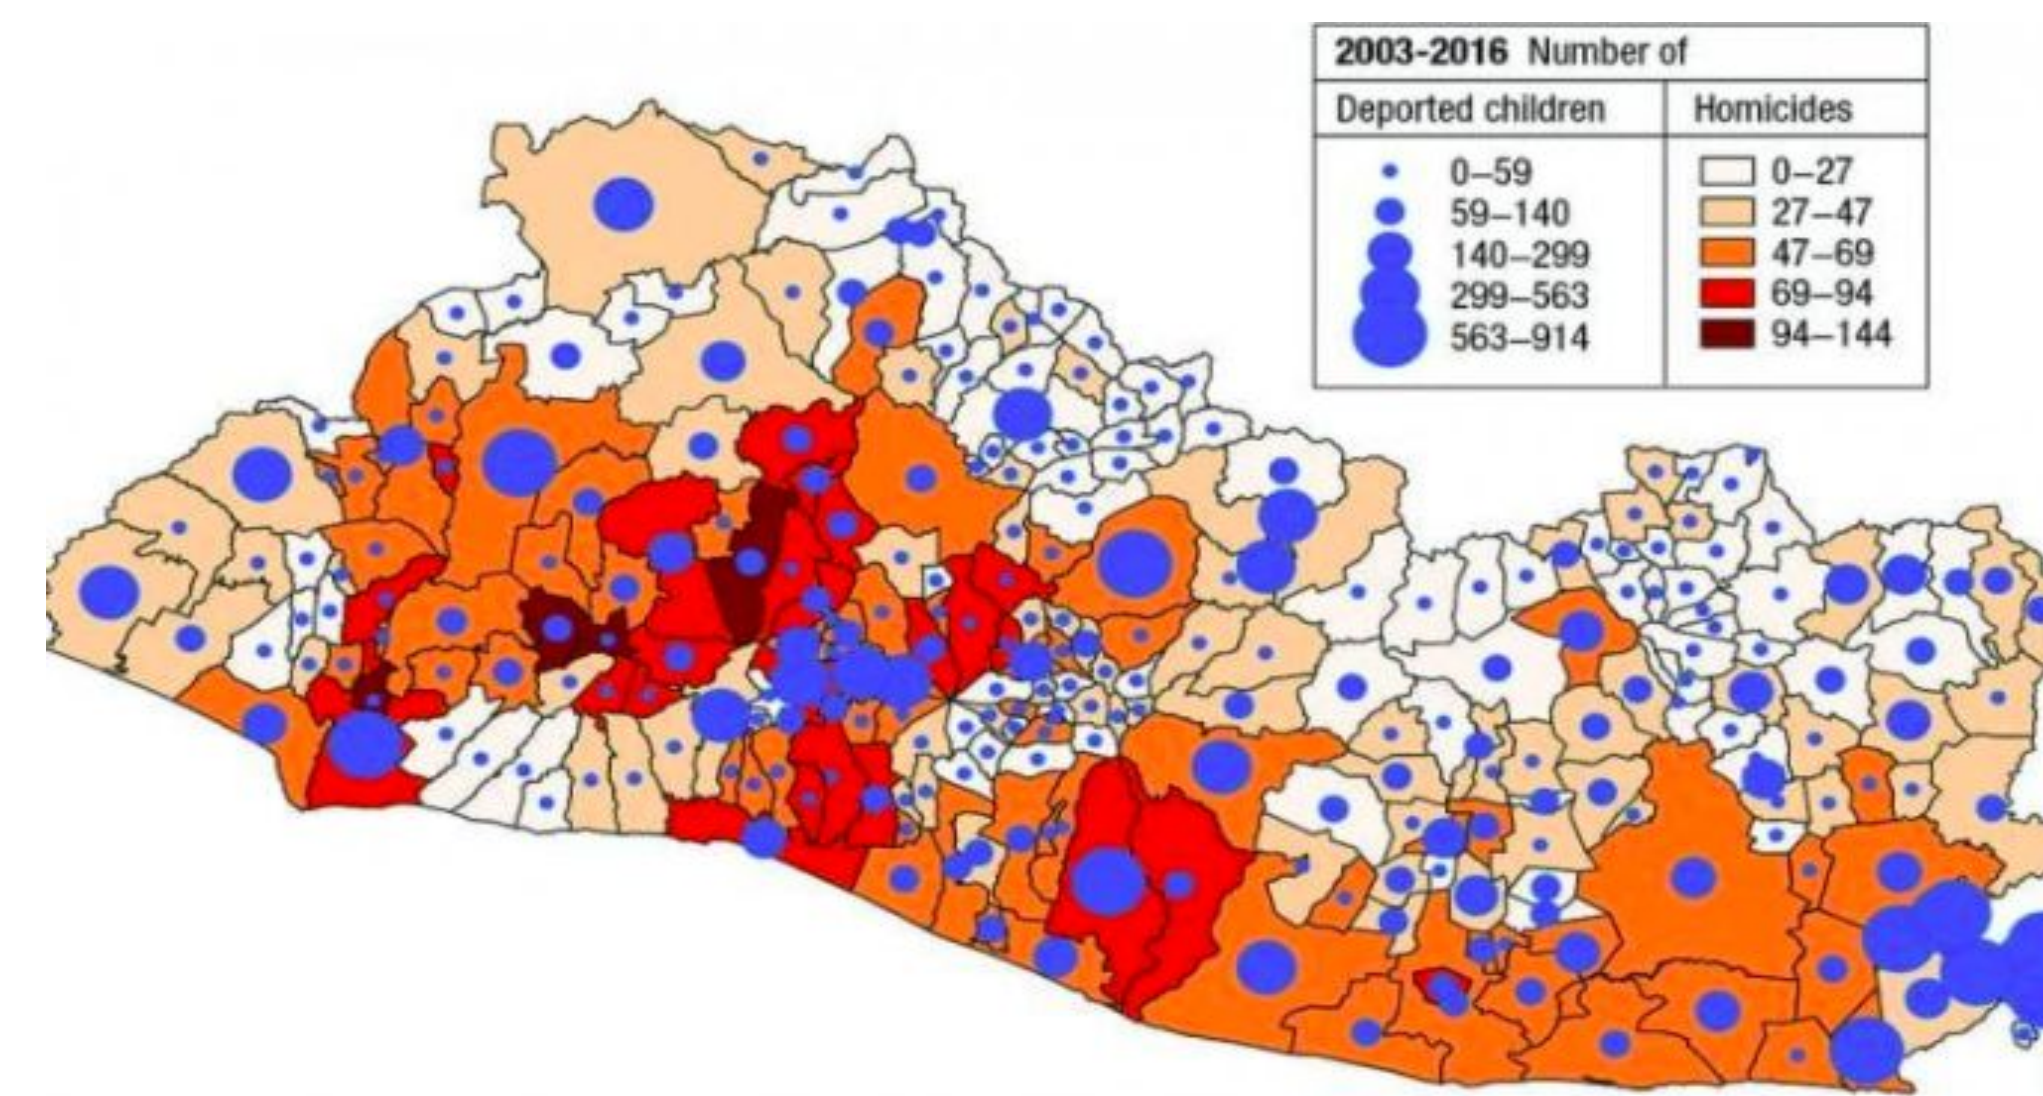 2003-2016 Number of
Deported children Homicides
0–59 0–27
59–140 27–47
140–299 47–69
299–563 69–94
563–914 94–144